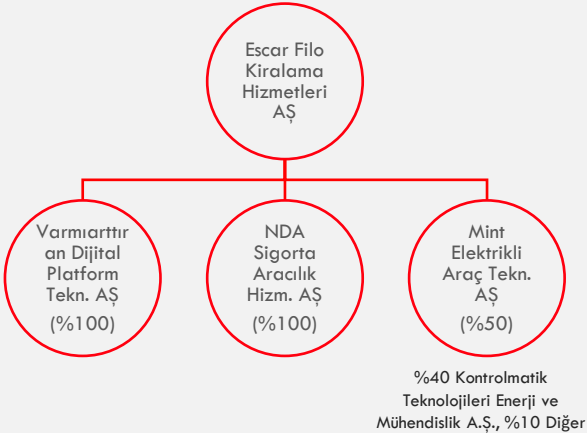 Escar Filo
Kiralama
Hizmetleri
AŞ
Varmıarttır
an Dijital
Platform
Tekn. AŞ
(%100)
NDA
Sigorta
Aracılık
Hizm. AŞ
(%100)
Mint
Elektrikli
Araç Tekn.
AŞ
(%50)
%40 Kontrolmatik
Teknolojileri Enerji ve
Mühendislik A.Ş., %10 Diğer